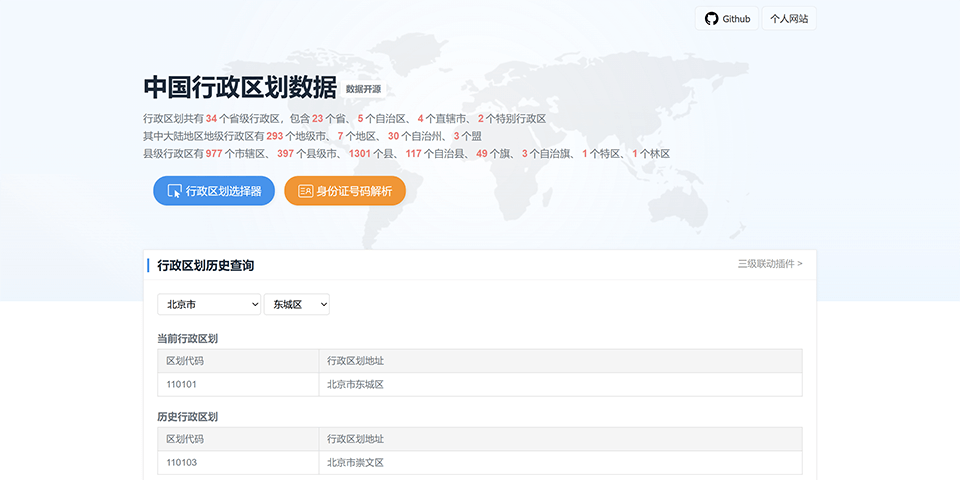 Github 个人网站
中国行政区划数据 数据开源
行政区划共有 34 个省级行政区，包含 23 个省、 5 个自治区、 4 个直辖市、 2 个特别行政区
其中大陆地区地级行政区有 293 个地级市、 7 个地区、 30 个自治州、 3 个盟
县级行政区有 977 个市辖区、 397 个县级市、 1301 个县、 117 个自治县、 49 个旗、 3 个自治旗、 1 个特区、 1 个林区
行政区划选择器 身份证号码解析
行政区划历史查询 三级联动插件 >
北京市 东城区
当前行政区划
区划代码 行政区划地址
110101 北京市东城区
历史行政区划
区划代码 行政区划地址
110103 北京市崇文区